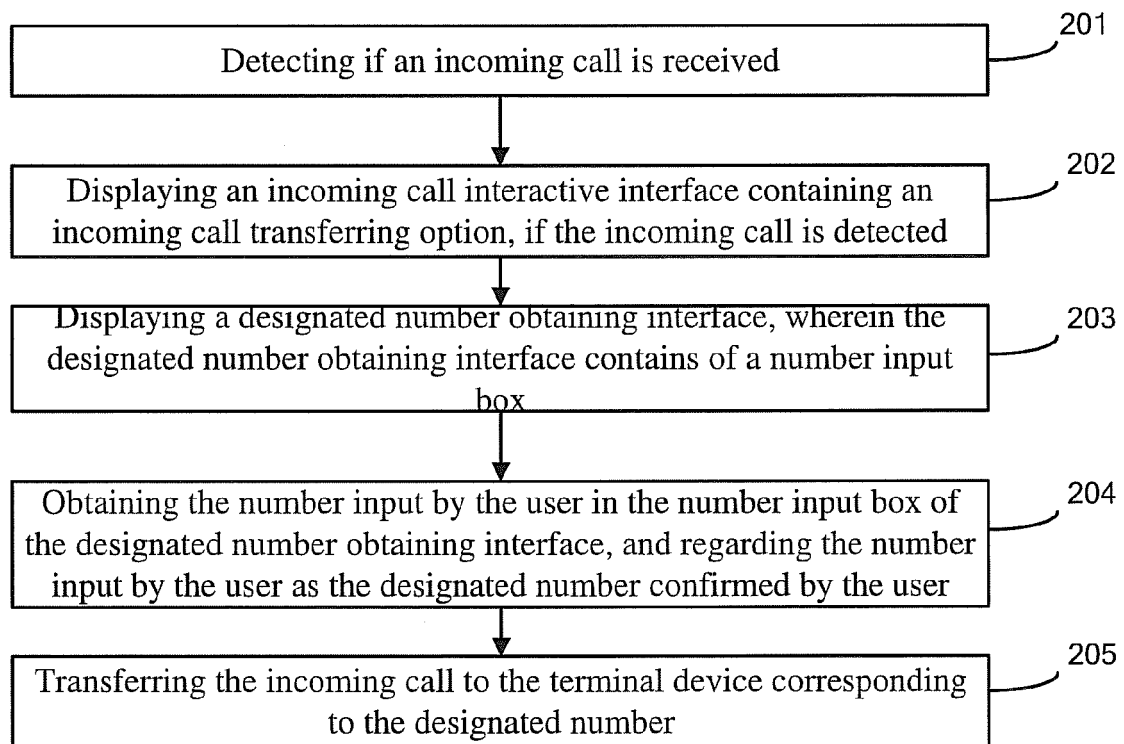 201
Detecting if an incoming call is received
202
Displaying an incoming call interactive interface containing an
incoming call transferring option, if the incoming call is detected
203
Displaying a designated number obtaining interface, wherein the
designated number obtaining interface contains of a number input
box
204
Obtaining the number input by the user in the number input box of
the designated number obtaining interface, and regarding the number
input by the user as the designated number confirmed by the user
205
Transferring the incoming call to the terminal device corresponding
to the designated number